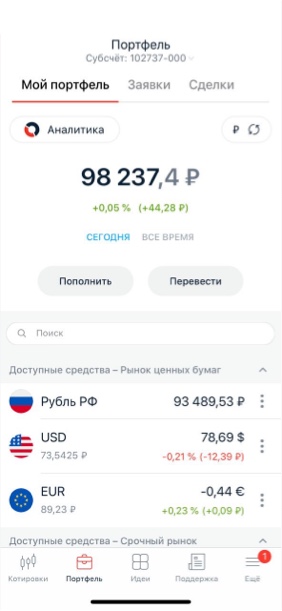 Портфель
Субсчёт: 102737-000
Мой портфель Заявки Сделки
Аналитика ₽
98 237,4 ₽
+0,05 % (+44,28 ₽)
СЕГОДНЯ ВСЕ ВРЕМЯ
Пополнить Перевести
Поиск
Доступные средства – Рынок ценных бумаг
Рубль РФ 93 489,53 ₽
USD 78,69 $
73,5425 ₽ -0,21 % (-12,39 ₽)
EUR -0,44 €
89,23 ₽ +0,23 % (+0,09 ₽)
Доступные средства – Срочный рынок
1
Котировки Портфель Идеи Поддержка Ещё